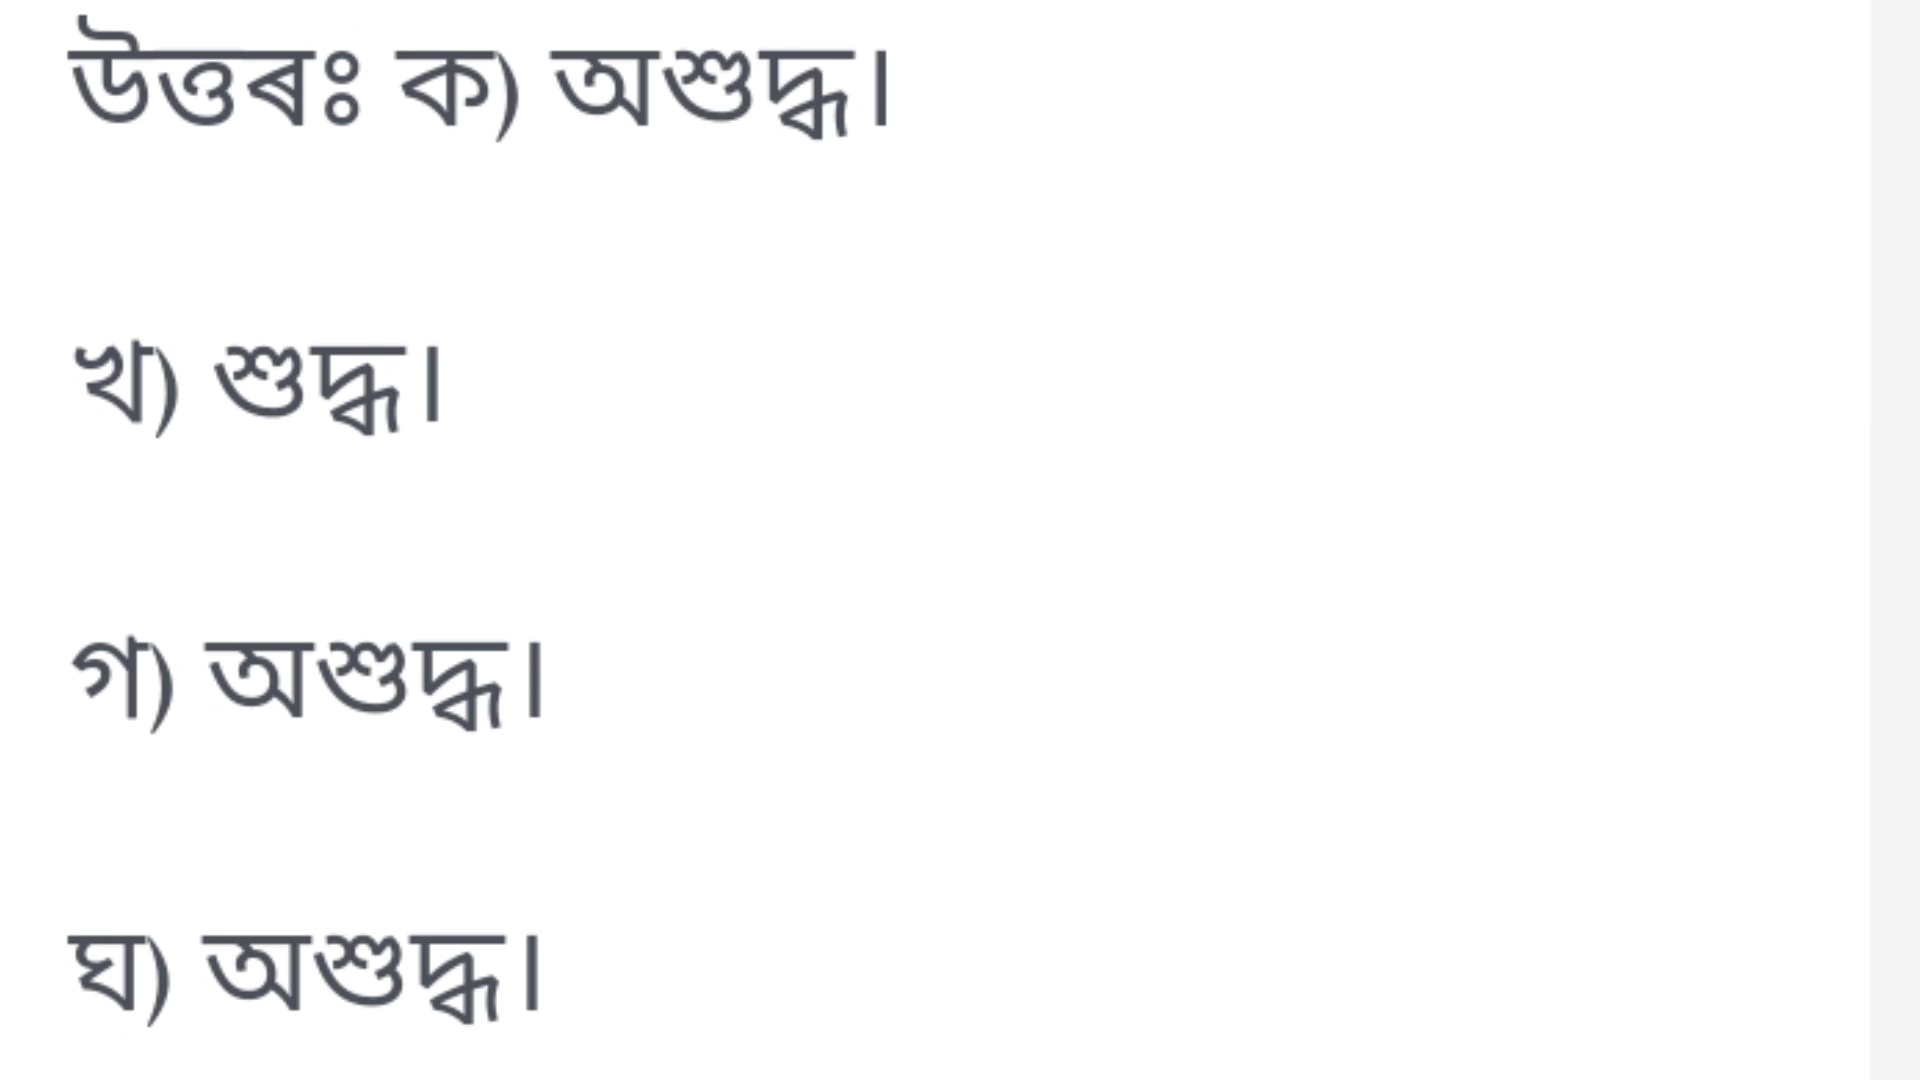 উত্তৰঃ ক) অশুদ্ধ।
খ) শুদ্ধ।
গ) অশুদ্ধ।
ঘ) অশুদ্ধ।